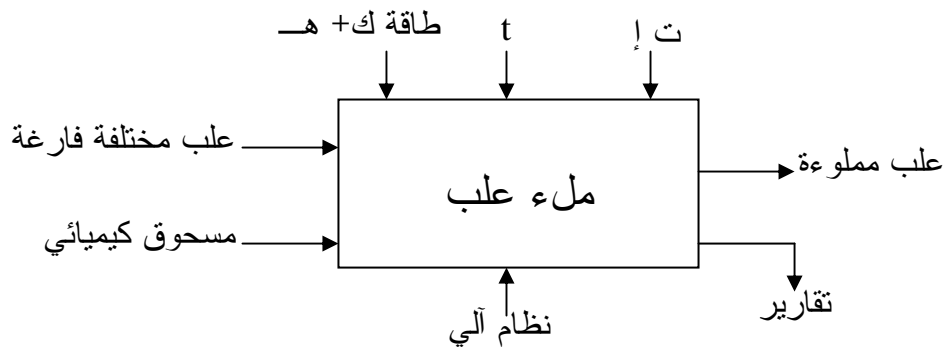 طاقة ك+ هـ
t
ت إ
علب مختلفة فارغة
علب مملوءة
ملء علب
مسحوق كيميائي
تقارير
نظام آلي